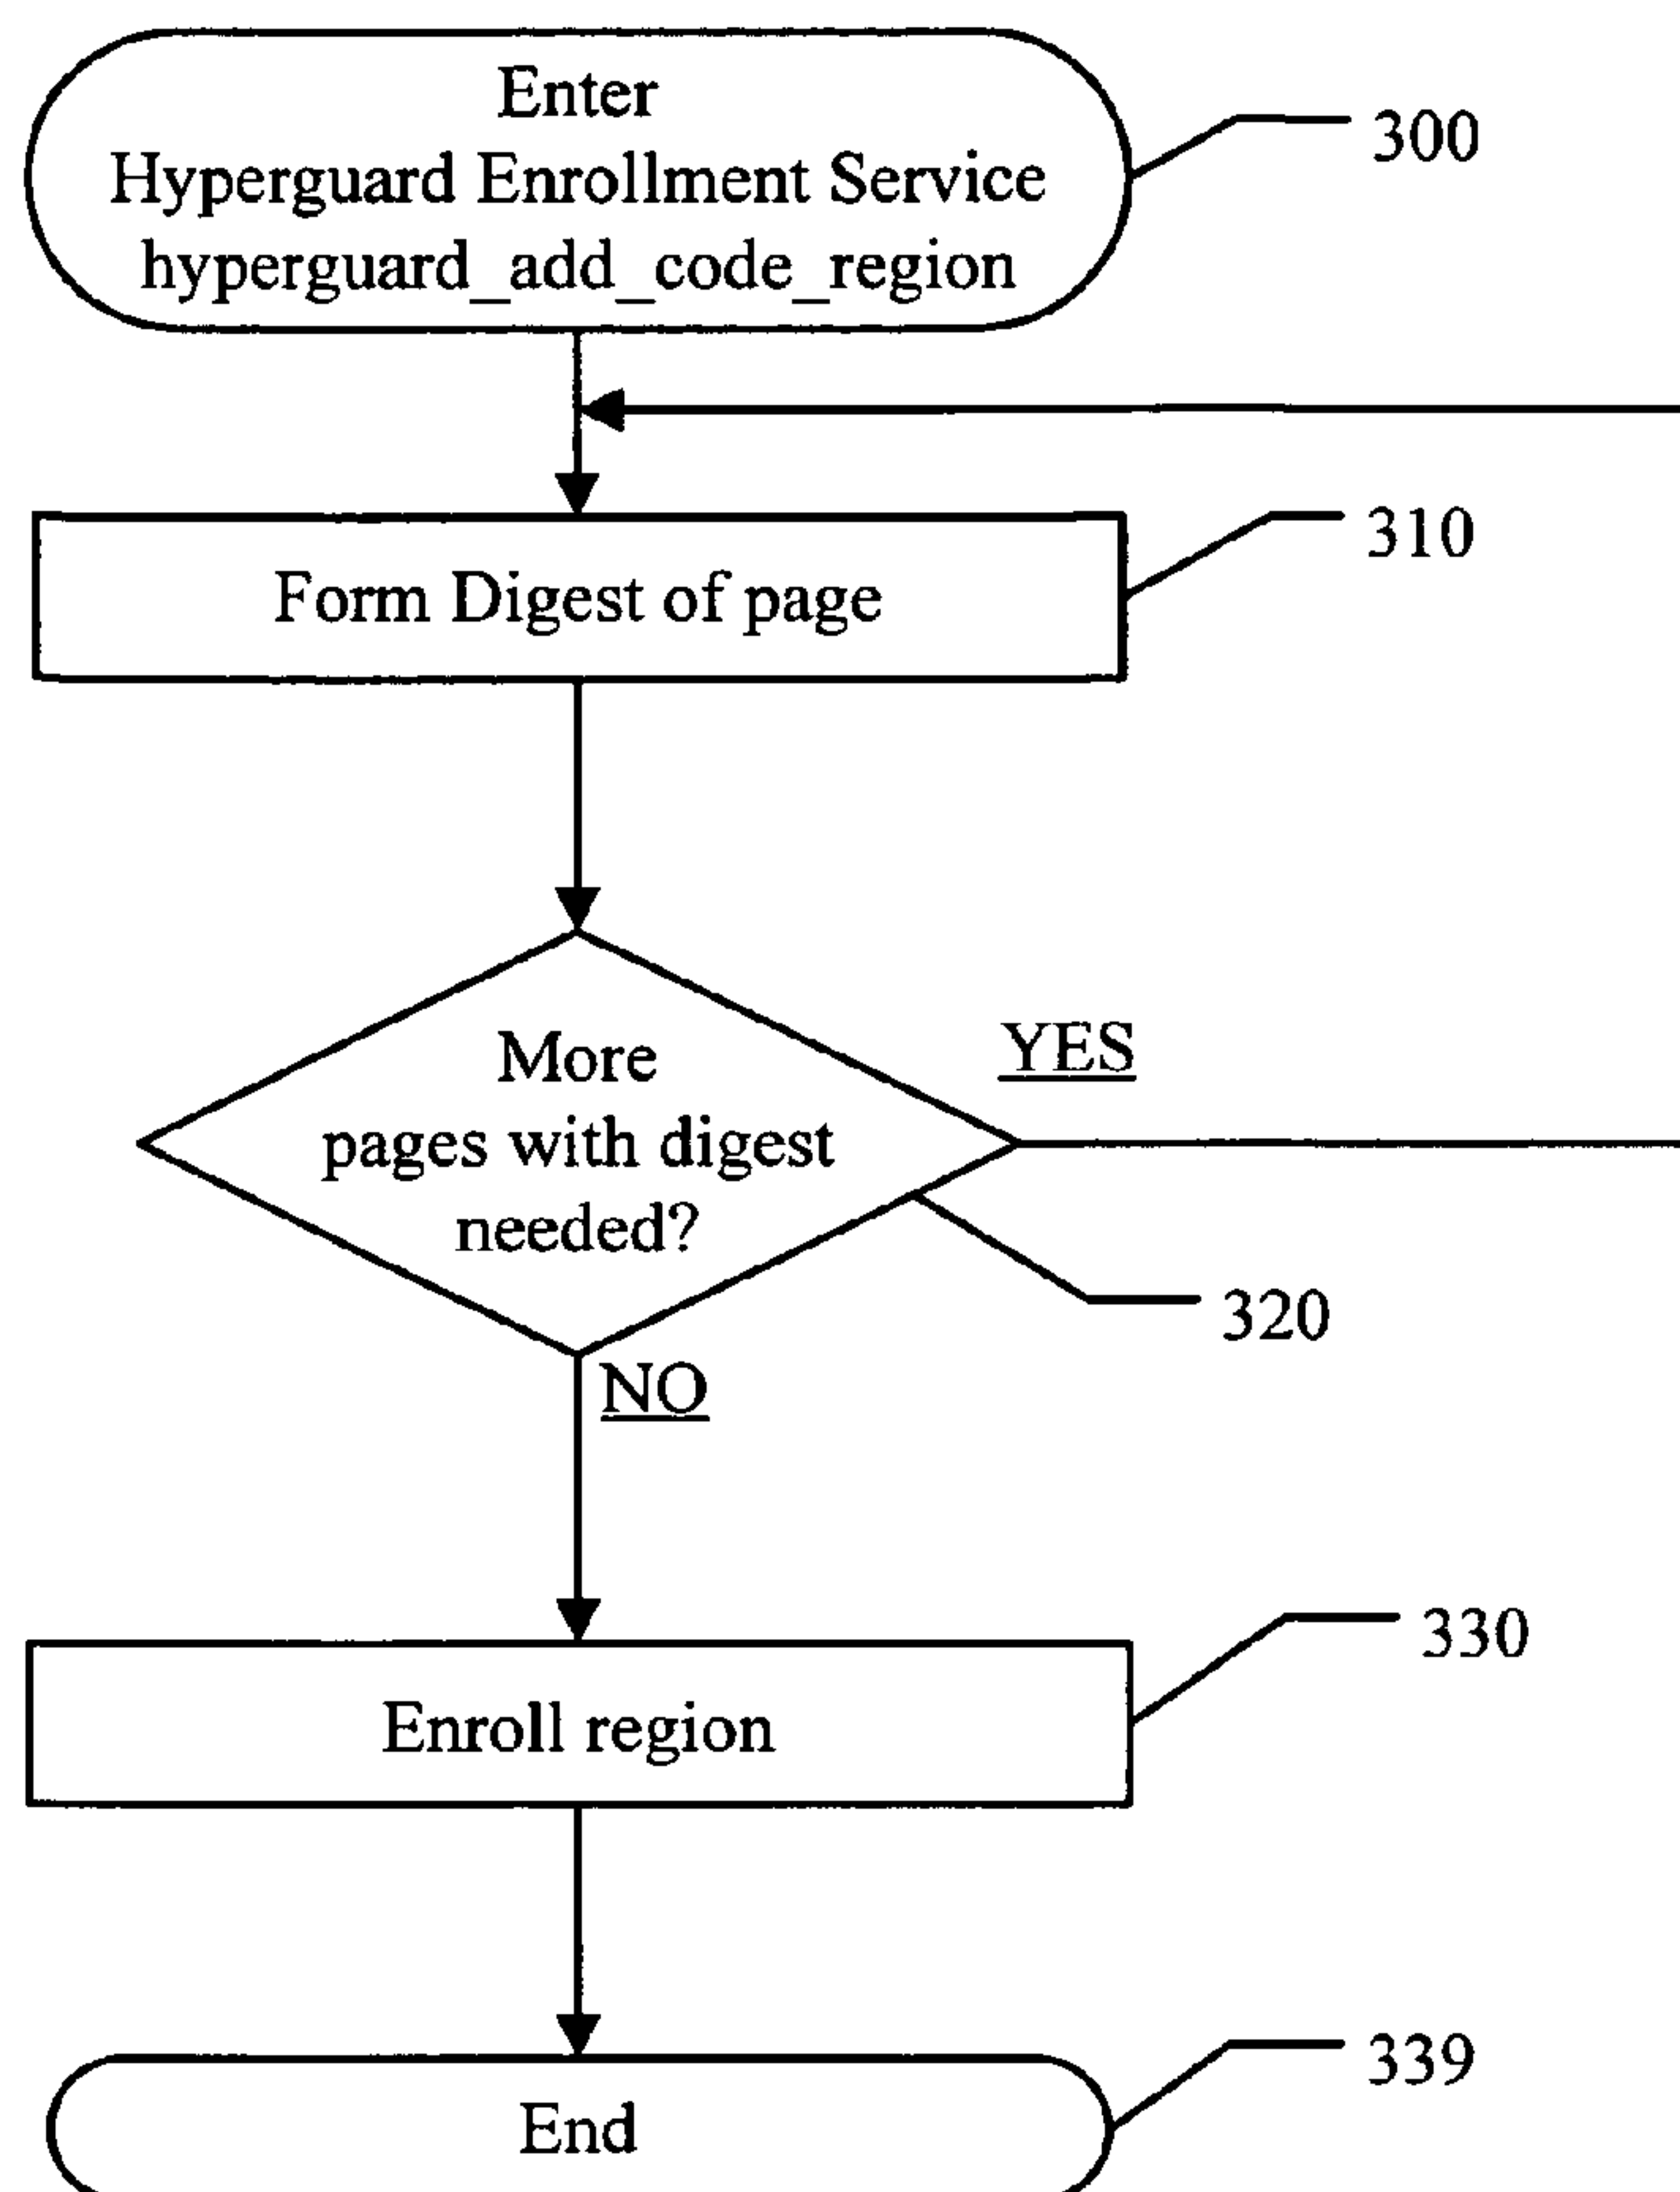 Enter
Hyperguard Enrollment Service
hyperguard_add_code_region
300
310
Form Digest of page
More
pages with digest
needed?
YES
320
NO
330
Enroll region
339
End